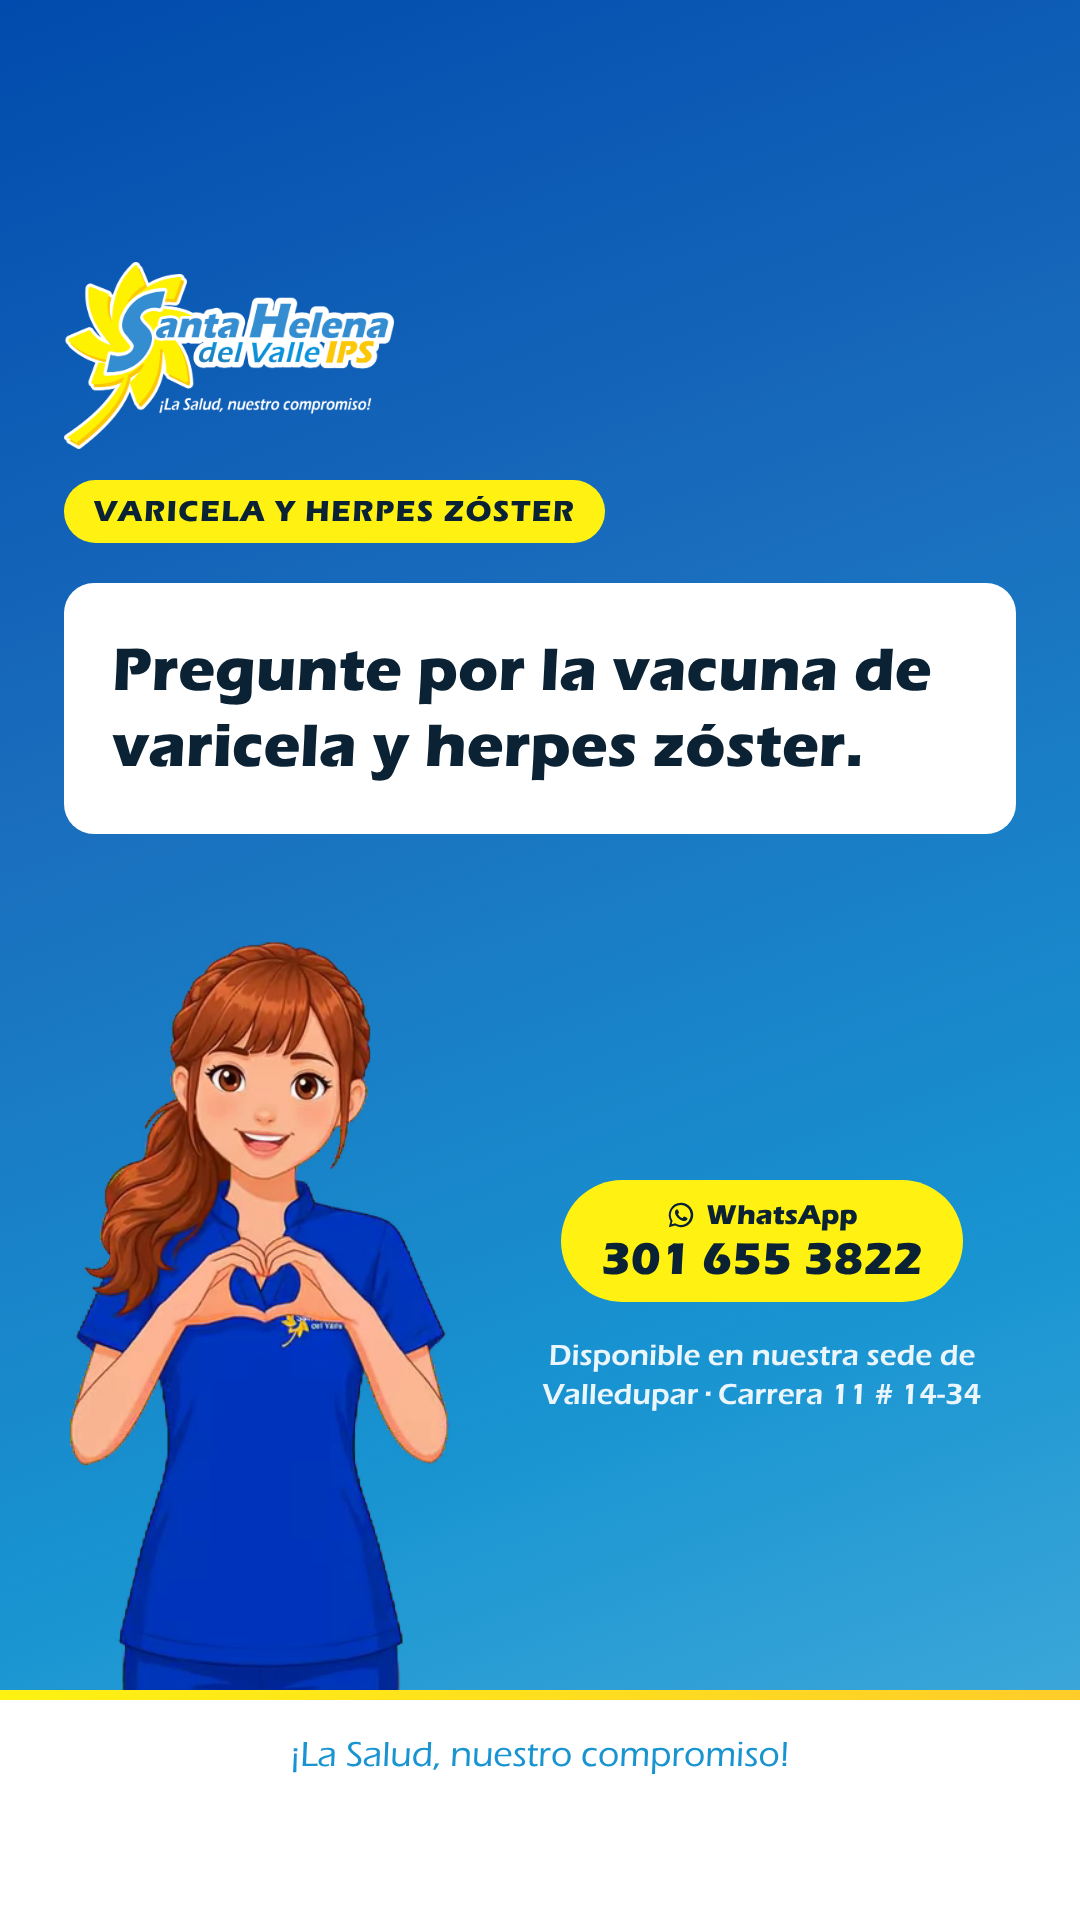 Santa Helena
del Valle IPS
¡La Salud, nuestro compromiso!
VARICELA Y HERPES ZÓSTER
Pregunte por la vacuna de
varicela y herpes zóster.
WhatsApp
301 655 3822
del Valle
Disponible en nuestra sede de
Valledupar · Carrera 11 # 14-34
¡La Salud, nuestro compromiso!